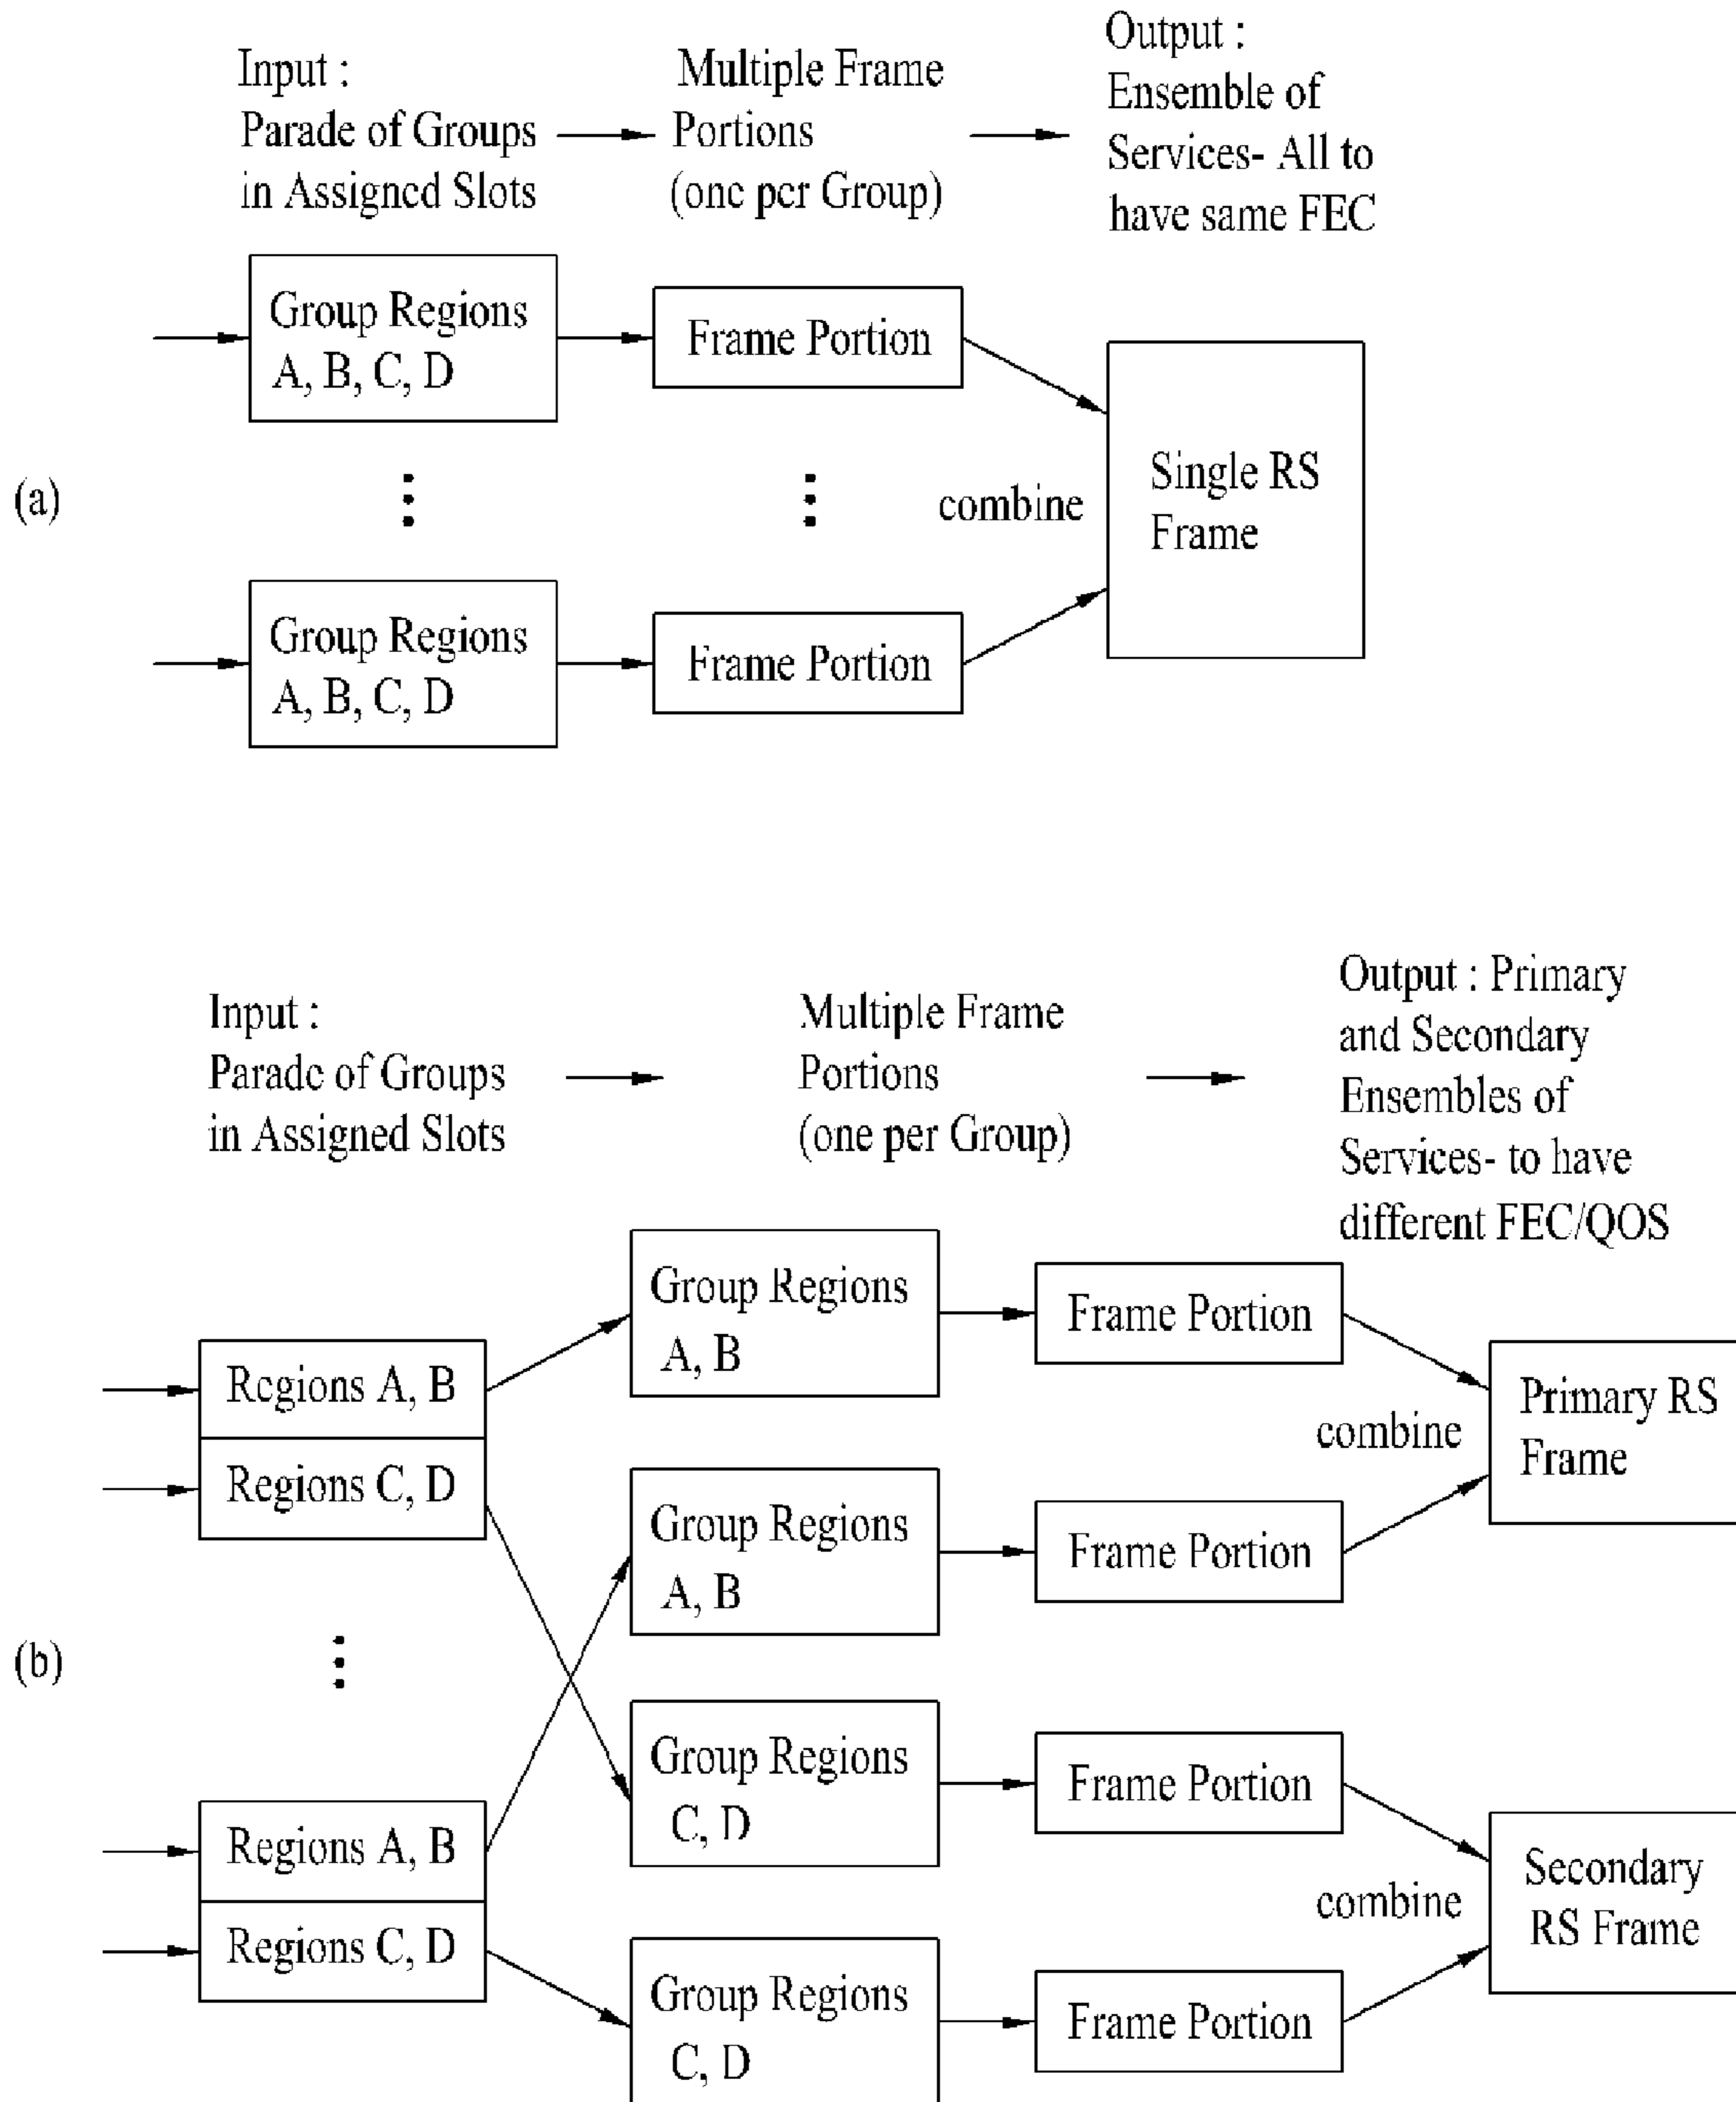 Input :
Parade of Groups
in Assigned Slots
Multiple Frame
Portions
(one per Group)
Output :
Ensemble of
Services- All to
have same FEC
(a)
Group Regions
A, B, C, D
Frame Portion
Group Regions
A, B, C, D
Frame Portion
combine
Single RS
Frame
Input :
Parade of Groups
in Assigned Slots
Multiple Frame
Portions
(one per Group)
Output : Primary
and Secondary
Ensembles of
Services- to have
different FEC/QOS
(b)
Regions A, B
Regions C, D
Regions A, B
Regions C, D
Group Regions
A, B
Frame Portion
Group Regions
A, B
Frame Portion
combine
Primary RS
Frame
Group Regions
C, D
Frame Portion
Group Regions
C, D
Frame Portion
combine
Secondary
RS Frame